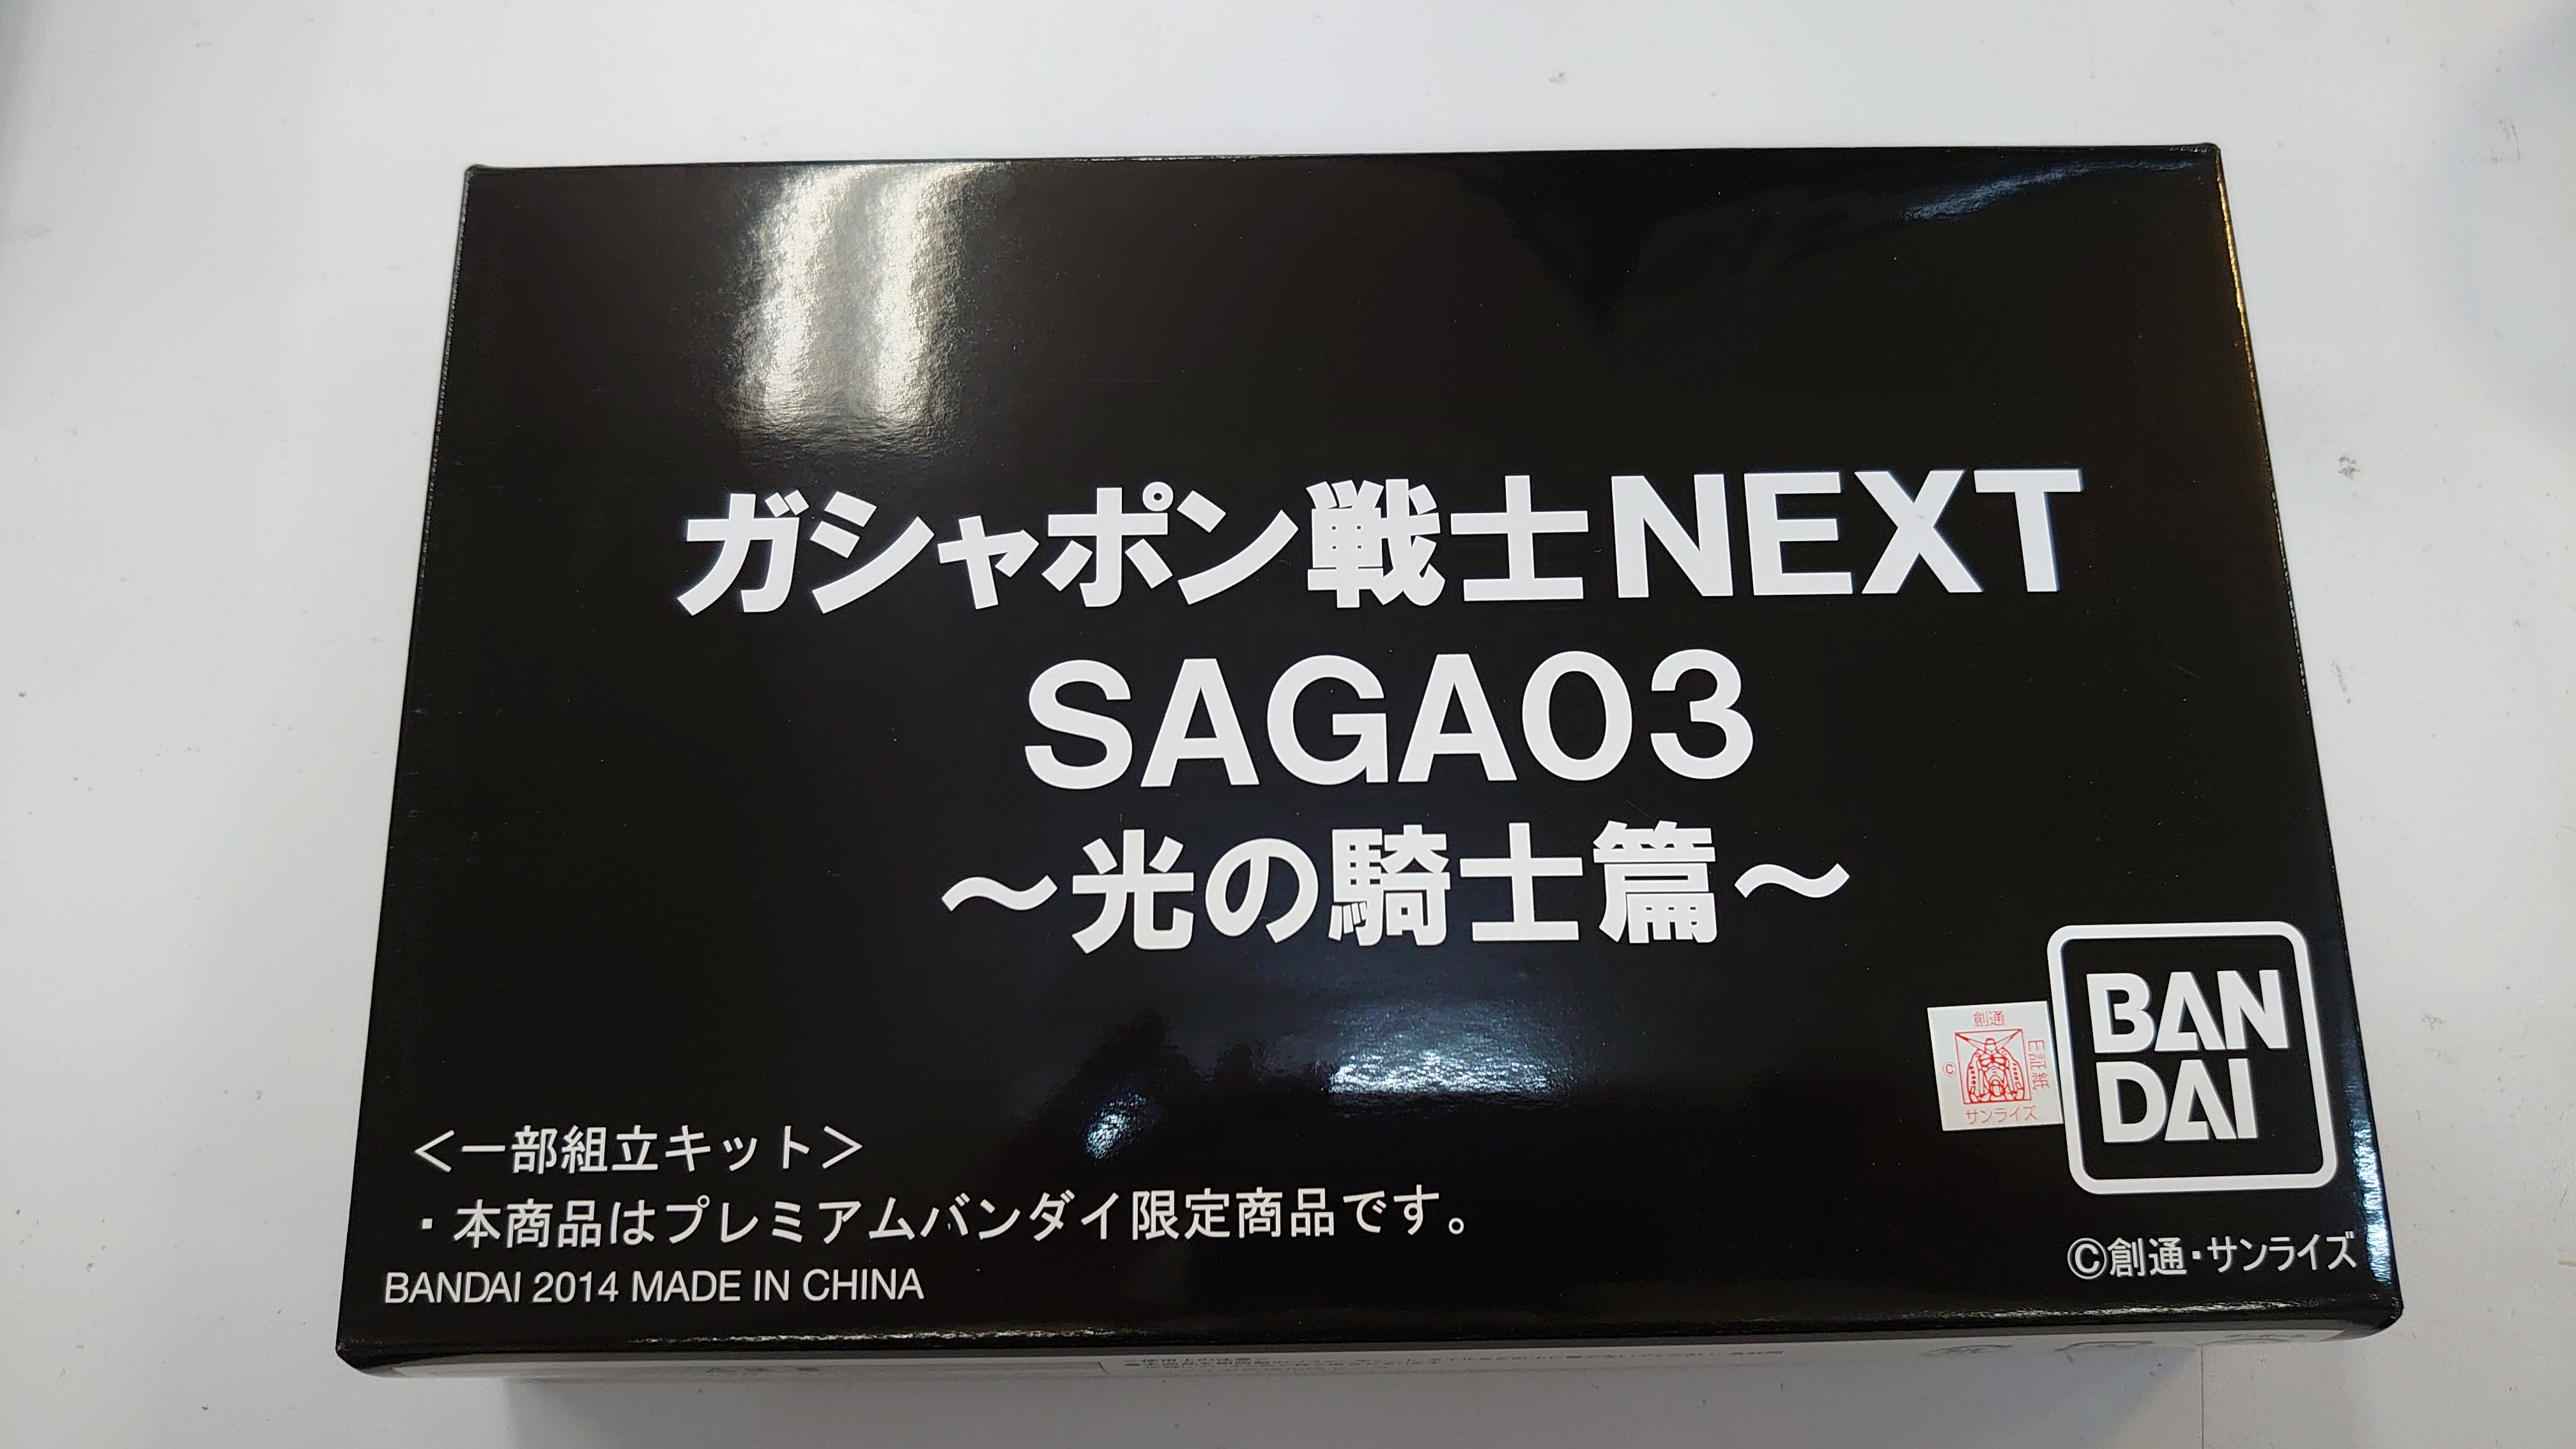 ガシャポン戦士NEXT
SAGA03
～光の騎士篇～
創通
©
E証紙
サンライズ
BAN
DAI
＜一部組立キット＞
・本商品はプレミアムバンダイ限定商品です。
BANDAI 2014 MADE IN CHINA
©創通・サンライズ